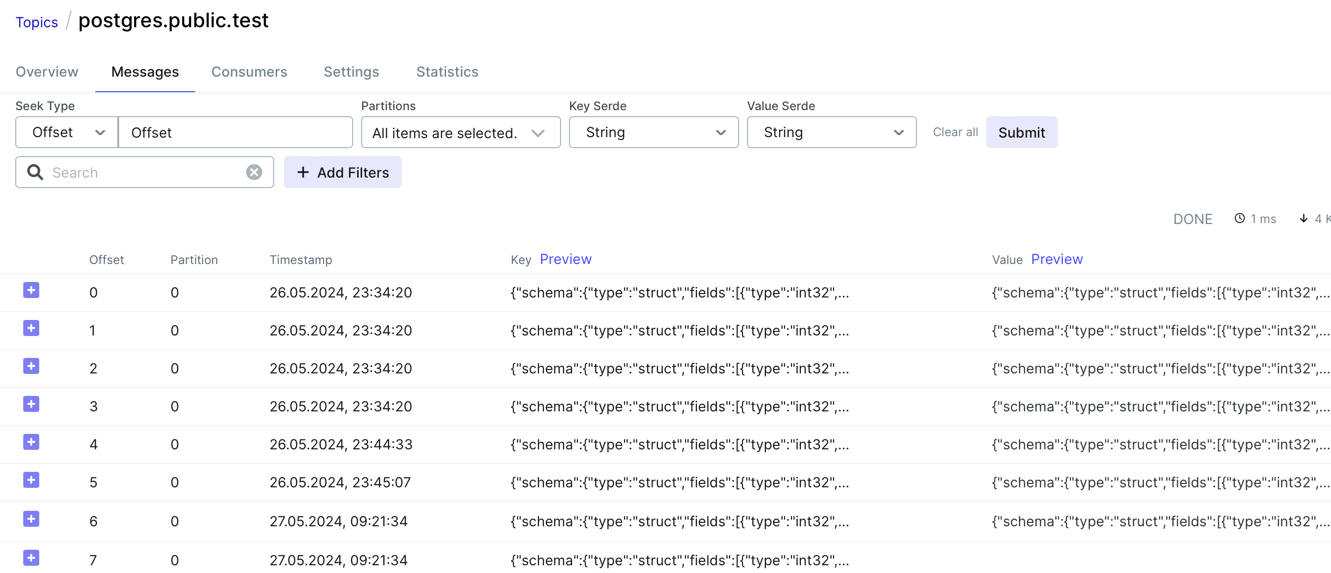 Topics / postgres.public.test
Overview Messages Consumers Settings Statistics
Seek Type Partitions Key Serde Value Serde
Offset Offset All items are selected. String String Clear all Submit
Search + Add Filters
DONE 1 ms 4 K
Offset Partition Timestamp Key Preview Value Preview
0 0 26.05.2024, 23:34:20 {"schema":{"type":"struct","fields":[{"type":"int32",... {"schema":{"type":"struct","fields":[{"type":"int32",...
1 0 26.05.2024, 23:34:20 {"schema":{"type":"struct","fields":[{"type":"int32",... {"schema":{"type":"struct","fields":[{"type":"int32",...
2 0 26.05.2024, 23:34:20 {"schema":{"type":"struct","fields":[{"type":"int32",... {"schema":{"type":"struct","fields":[{"type":"int32",...
3 0 26.05.2024, 23:34:20 {"schema":{"type":"struct","fields":[{"type":"int32",... {"schema":{"type":"struct","fields":[{"type":"int32",...
4 0 26.05.2024, 23:44:33 {"schema":{"type":"struct","fields":[{"type":"int32",... {"schema":{"type":"struct","fields":[{"type":"int32",...
5 0 26.05.2024, 23:45:07 {"schema":{"type":"struct","fields":[{"type":"int32",... {"schema":{"type":"struct","fields":[{"type":"int32",...
6 0 27.05.2024, 09:21:34 {"schema":{"type":"struct","fields":[{"type":"int32",... {"schema":{"type":"struct","fields":[{"type":"int32",...
7 0 27.05.2024, 09:21:34 {"schema":{"type":"struct","fields":[{"type":"int32",...